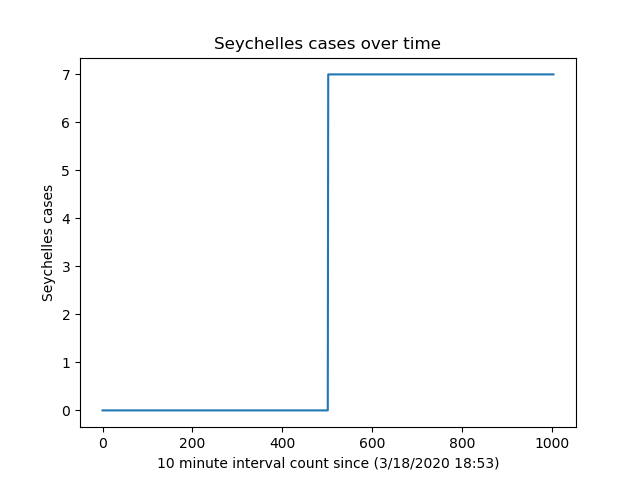 Seychelles cases over time
7
6
5
4
3
2
1
0
Seychelles cases
0 200 400 600 800 1000
10 minute interval count since (3/18/2020 18:53)